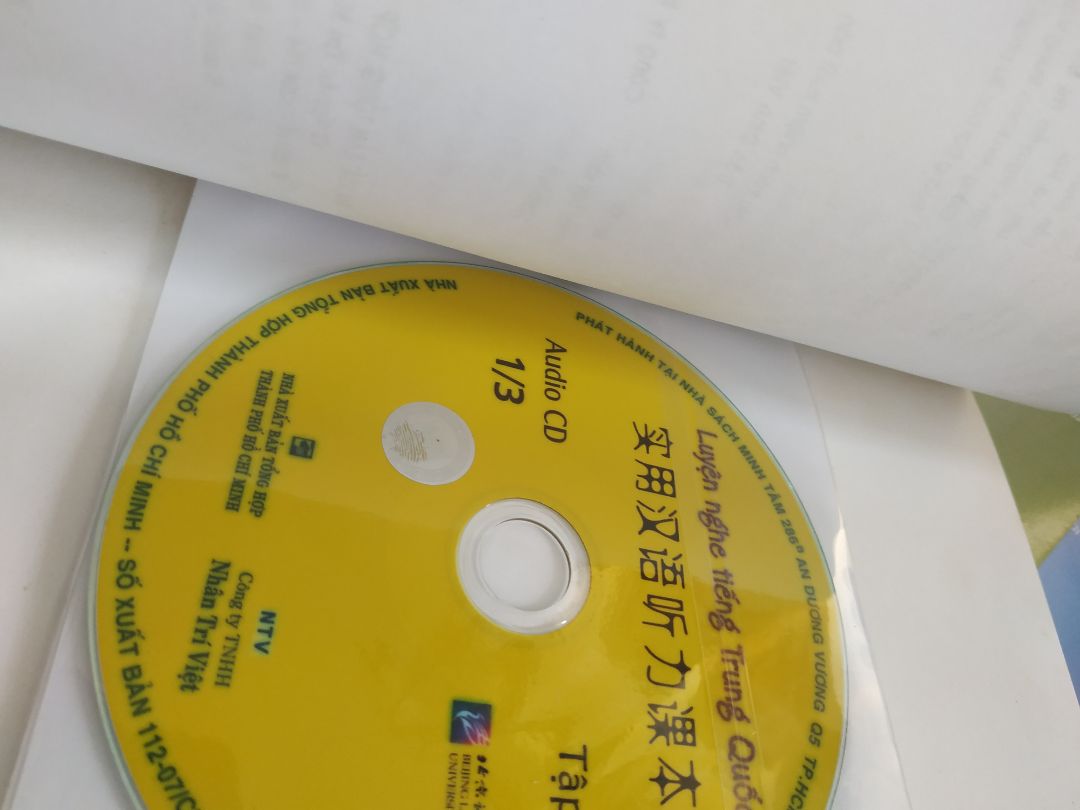 PHÁT HÀNH TẠI NHÀ SÁCH MINH TÂM 286B AN DƯƠNG VƯƠNG Q5 TP.HCM
Luyện nghe tiếng Trung Quốc
实用汉语听力课本
Audio CD
1/3
Tập
BEIJING
NHÀ XUẤT BẢN TỔNG HỢP
THÀNH PHỐ HỒ CHÍ MINH
NTV
Công ty TNHH
Nhân Trí Việt
NHÀ XUẤT BẢN TỔNG HỢP THÀNH PHỐ HỒ CHÍ MINH -- SỐ XUẤT BẢN 112-07/C